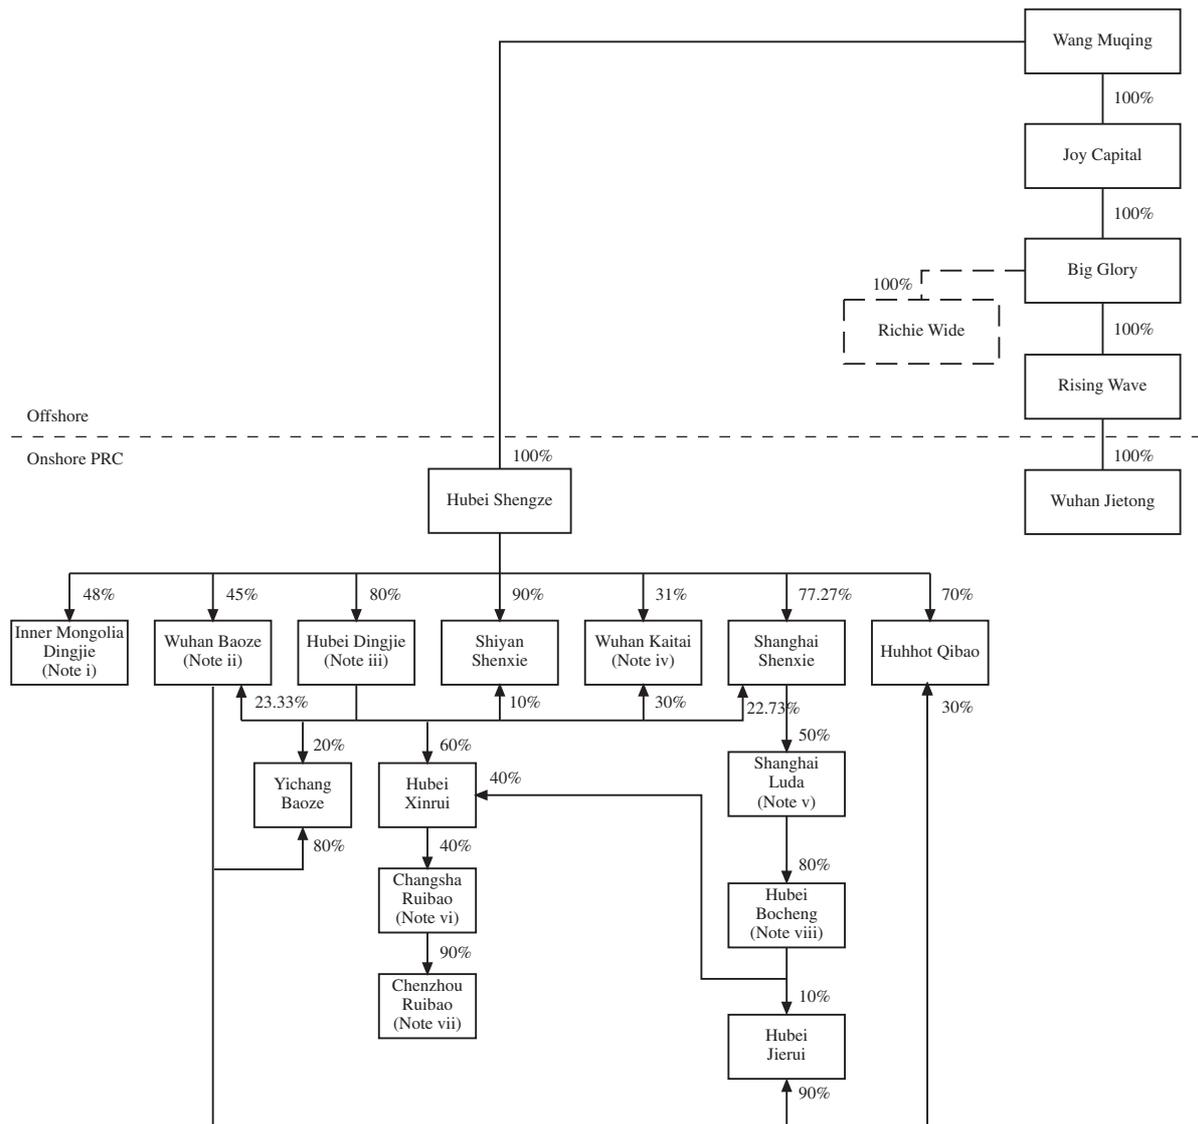 Wang Muqing
100%
Joy Capital
100%
Big Glory
100%
Richie Wide
100%
Rising Wave
Offshore
Onshore PRC
100%
100%
Hubei Shengze
Wuhan Jietong
48%
45%
80%
90%
31%
77.27%
70%
Inner Mongolia
Dingjie
(Note i)
Wuhan Baoze
(Note ii)
Hubei Dingjie
(Note iii)
Shiyan
Shenxie
Wuhan Kaitai
(Note iv)
Shanghai
Shenxie
Huhhot Qibao
23.33%
10%
30%
22.73%
30%
20%
60%
50%
Yichang
Baoze
Hubei
Xinrui
40%
Shanghai
Luda
(Note v)
80%
40%
80%
Changsha
Ruibao
(Note vi)
Hubei
Bocheng
(Note viii)
90%
Chenzhou
Ruibao
(Note vii)
10%
Hubei
Jierui
90%